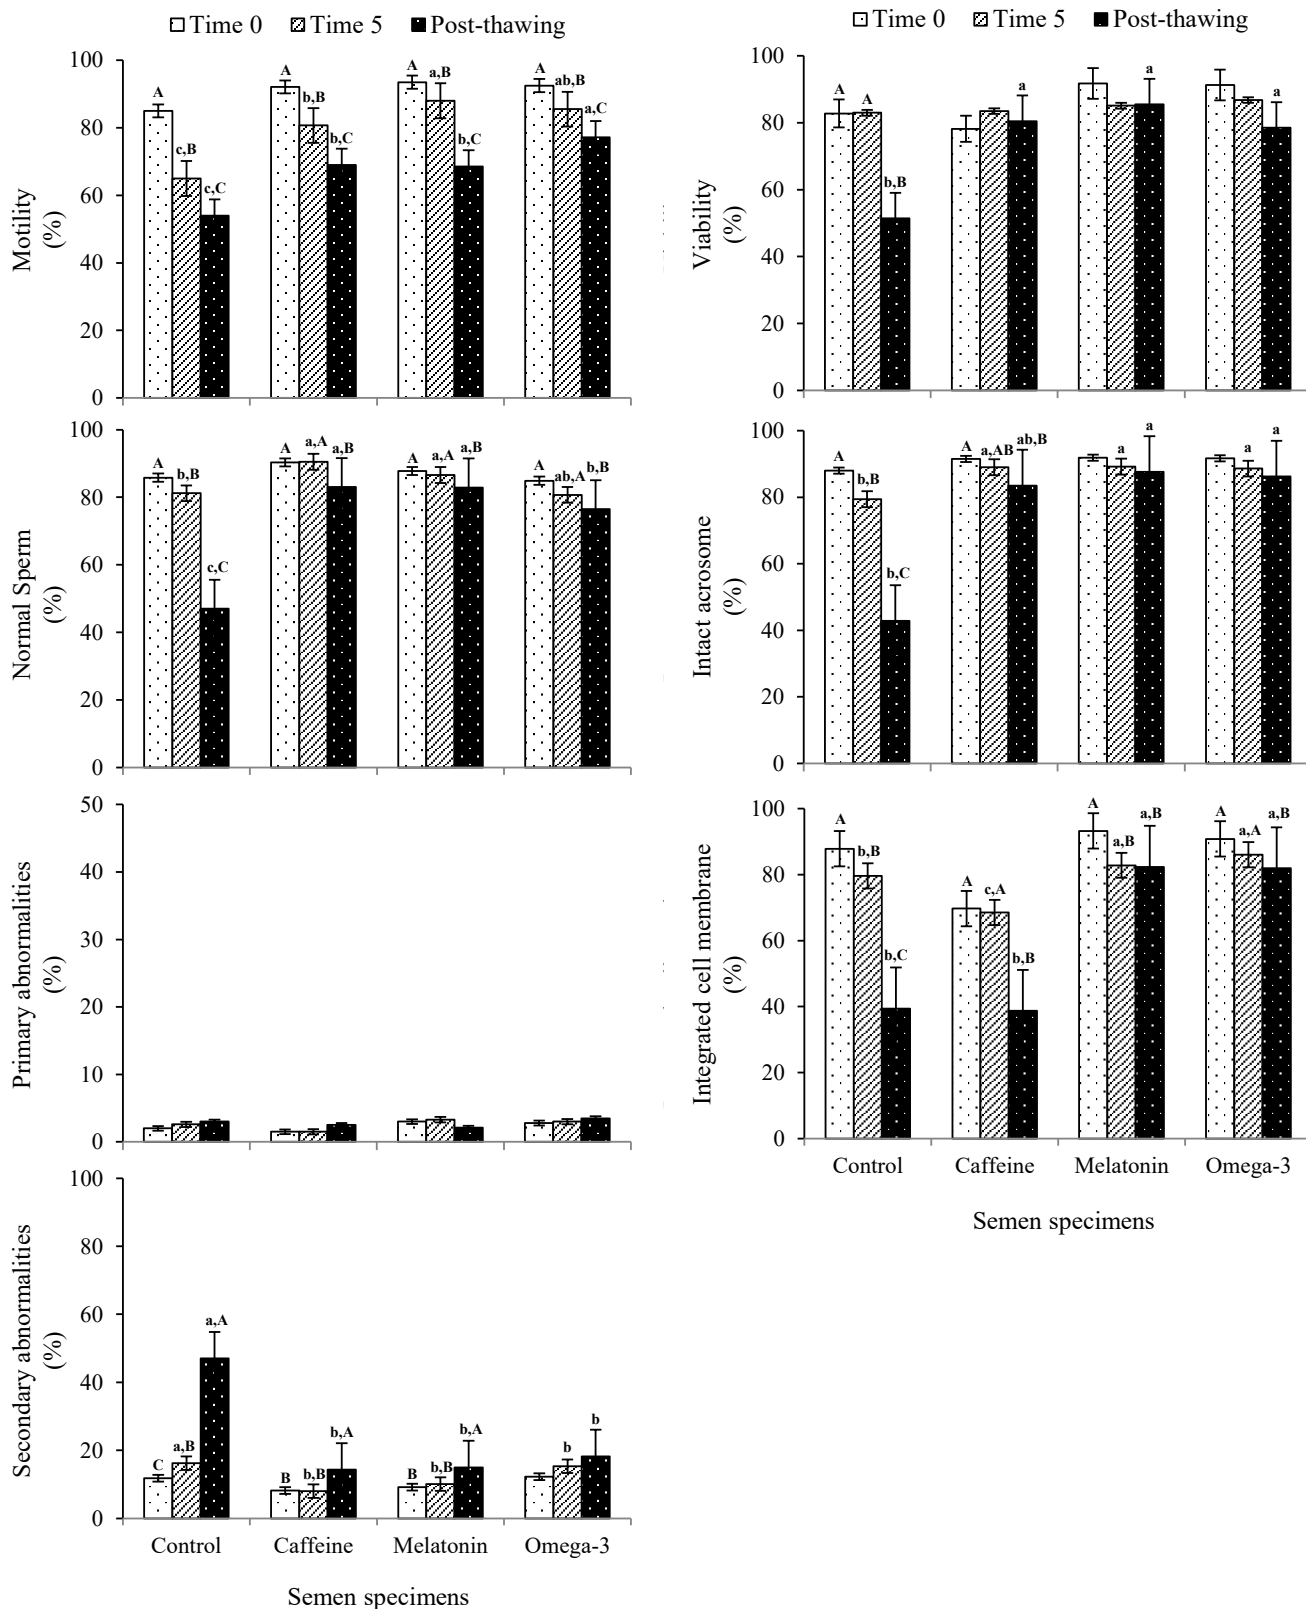 Time 0 Time 5 Post-thawing
100
80
60
40
20
0
Motility
(%)
A
c,B
c,C
A
b,B
b,C
A
a,B
b,C
A
ab,B
a,C
100
80
60
40
20
0
Normal Sperm
(%)
A
b,B
c,C
A
a,A
a,B
A
a,A
a,B
A
ab,A
b,B
50
40
30
20
10
0
Primary abnormalities
(%)
100
80
60
40
20
0
Secondary abnormalities
(%)
C
a,B
a,A
B
b,B
b,A
B
b,B
b,A
b
b
Control Caffeine Melatonin Omega-3
Semen specimens
Time 0 Time 5 Post-thawing
100
80
60
40
20
0
Viability
(%)
A
A
b,B
a
a
a
100
80
60
40
20
0
Intact acrosome
(%)
A
b,B
b,C
A
a,AB
ab,B
a
a
a
a
100
80
60
40
20
0
Integrated cell membrane
(%)
A
b,B
b,C
A
c,A
b,B
A
a,B
a,B
A
a,A
a,B
Control Caffeine Melatonin Omega-3
Semen specimens